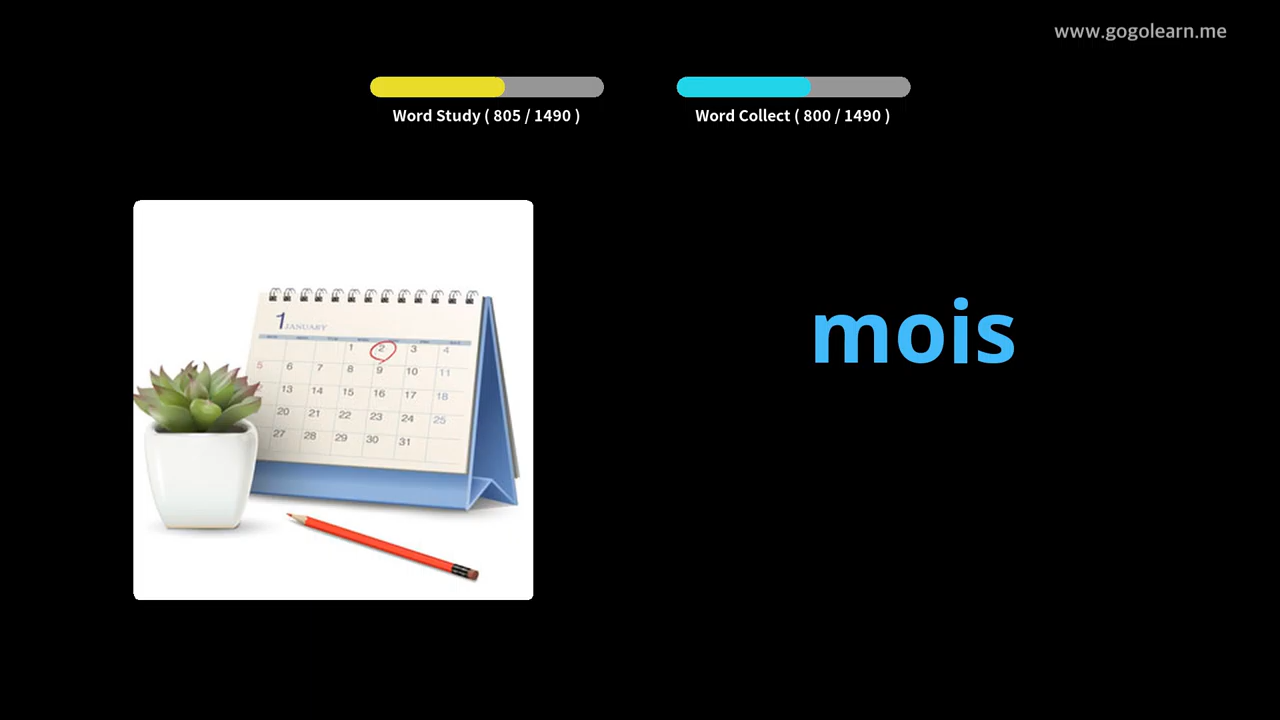 www.gogolearn.me
Word Study ( 805 / 1490 )
Word Collect ( 800 / 1490 )
1 JANUARY
1 2 3 4
5 6 7 8 9 10 11
13 14 15 16 17 18
20 21 22 23 24 25
27 28 29 30 31
mois